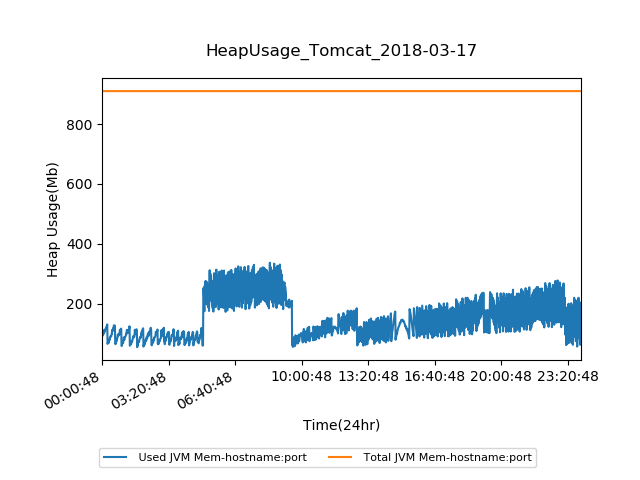 HeapUsage_Tomcat_2018-03-17
Heap Usage(Mb)
800
600
400
200
00:00:48 03:20:48 06:40:48 10:00:48 13:20:48 16:40:48 20:00:48 23:20:48
Time(24hr)
Used JVM Mem-hostname:port Total JVM Mem-hostname:port